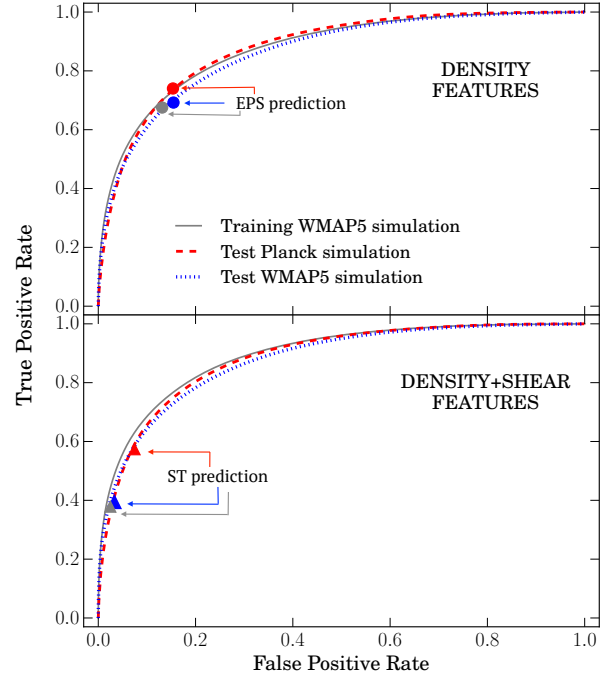 1.0
0.8
0.6
0.4
0.2
0.0
DENSITY
FEATURES
EPS prediction
Training WMAP5 simulation
Test Planck simulation
Test WMAP5 simulation
True Positive Rate
1.0
0.8
0.6
0.4
0.2
0.0
DENSITY+SHEAR
FEATURES
ST prediction
0.0 0.2 0.4 0.6 0.8 1.0
False Positive Rate